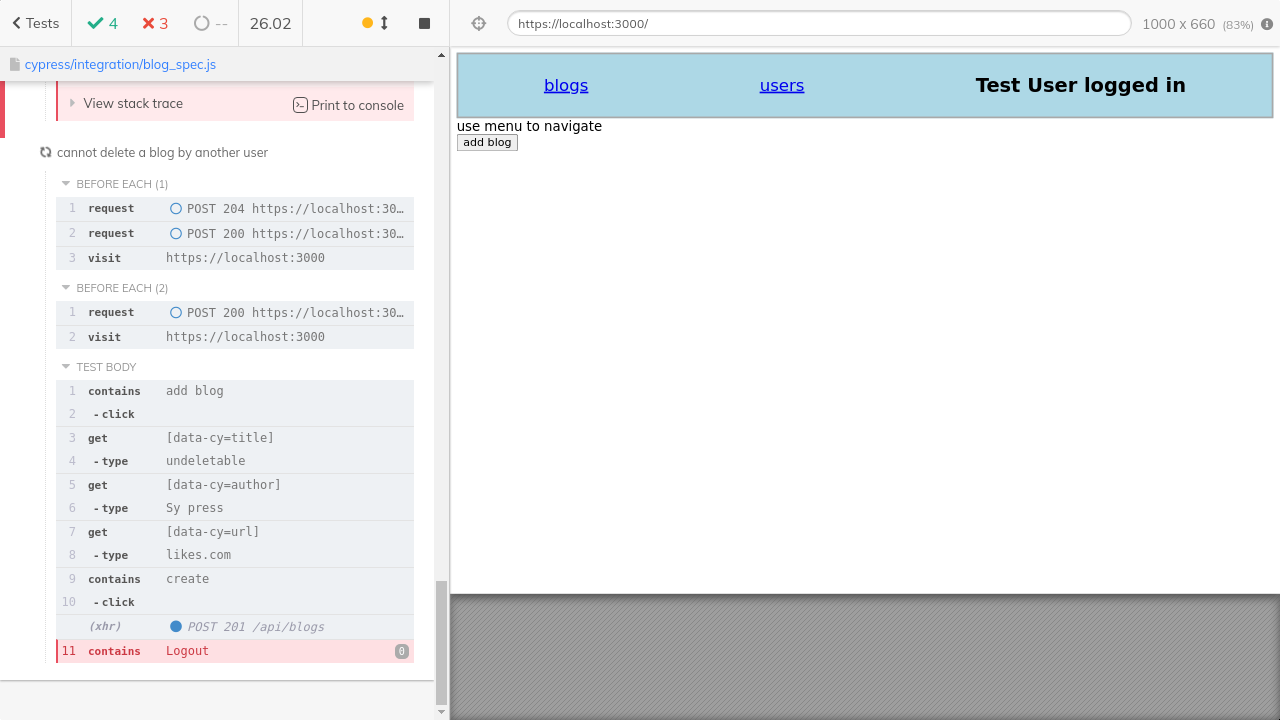 Tests 4 3 -- 26.02
cypress/integration/blog_spec.js
View stack trace Print to console
cannot delete a blog by another user
BEFORE EACH (1)
1 request POST 204 https://localhost:30…
2 request POST 200 https://localhost:30…
3 visit https://localhost:3000
BEFORE EACH (2)
1 request POST 200 https://localhost:30…
2 visit https://localhost:3000
TEST BODY
1 contains add blog
2 - click
3 get [data-cy=title]
4 - type undeletable
5 get [data-cy=author]
6 - type Sy press
7 get [data-cy=url]
8 - type likes.com
9 contains create
10 - click
(xhr) POST 201 /api/blogs
11 contains Logout 0
https://localhost:3000/ 1000 x 660 (83%)
blogs users Test User logged in
use menu to navigate
add blog